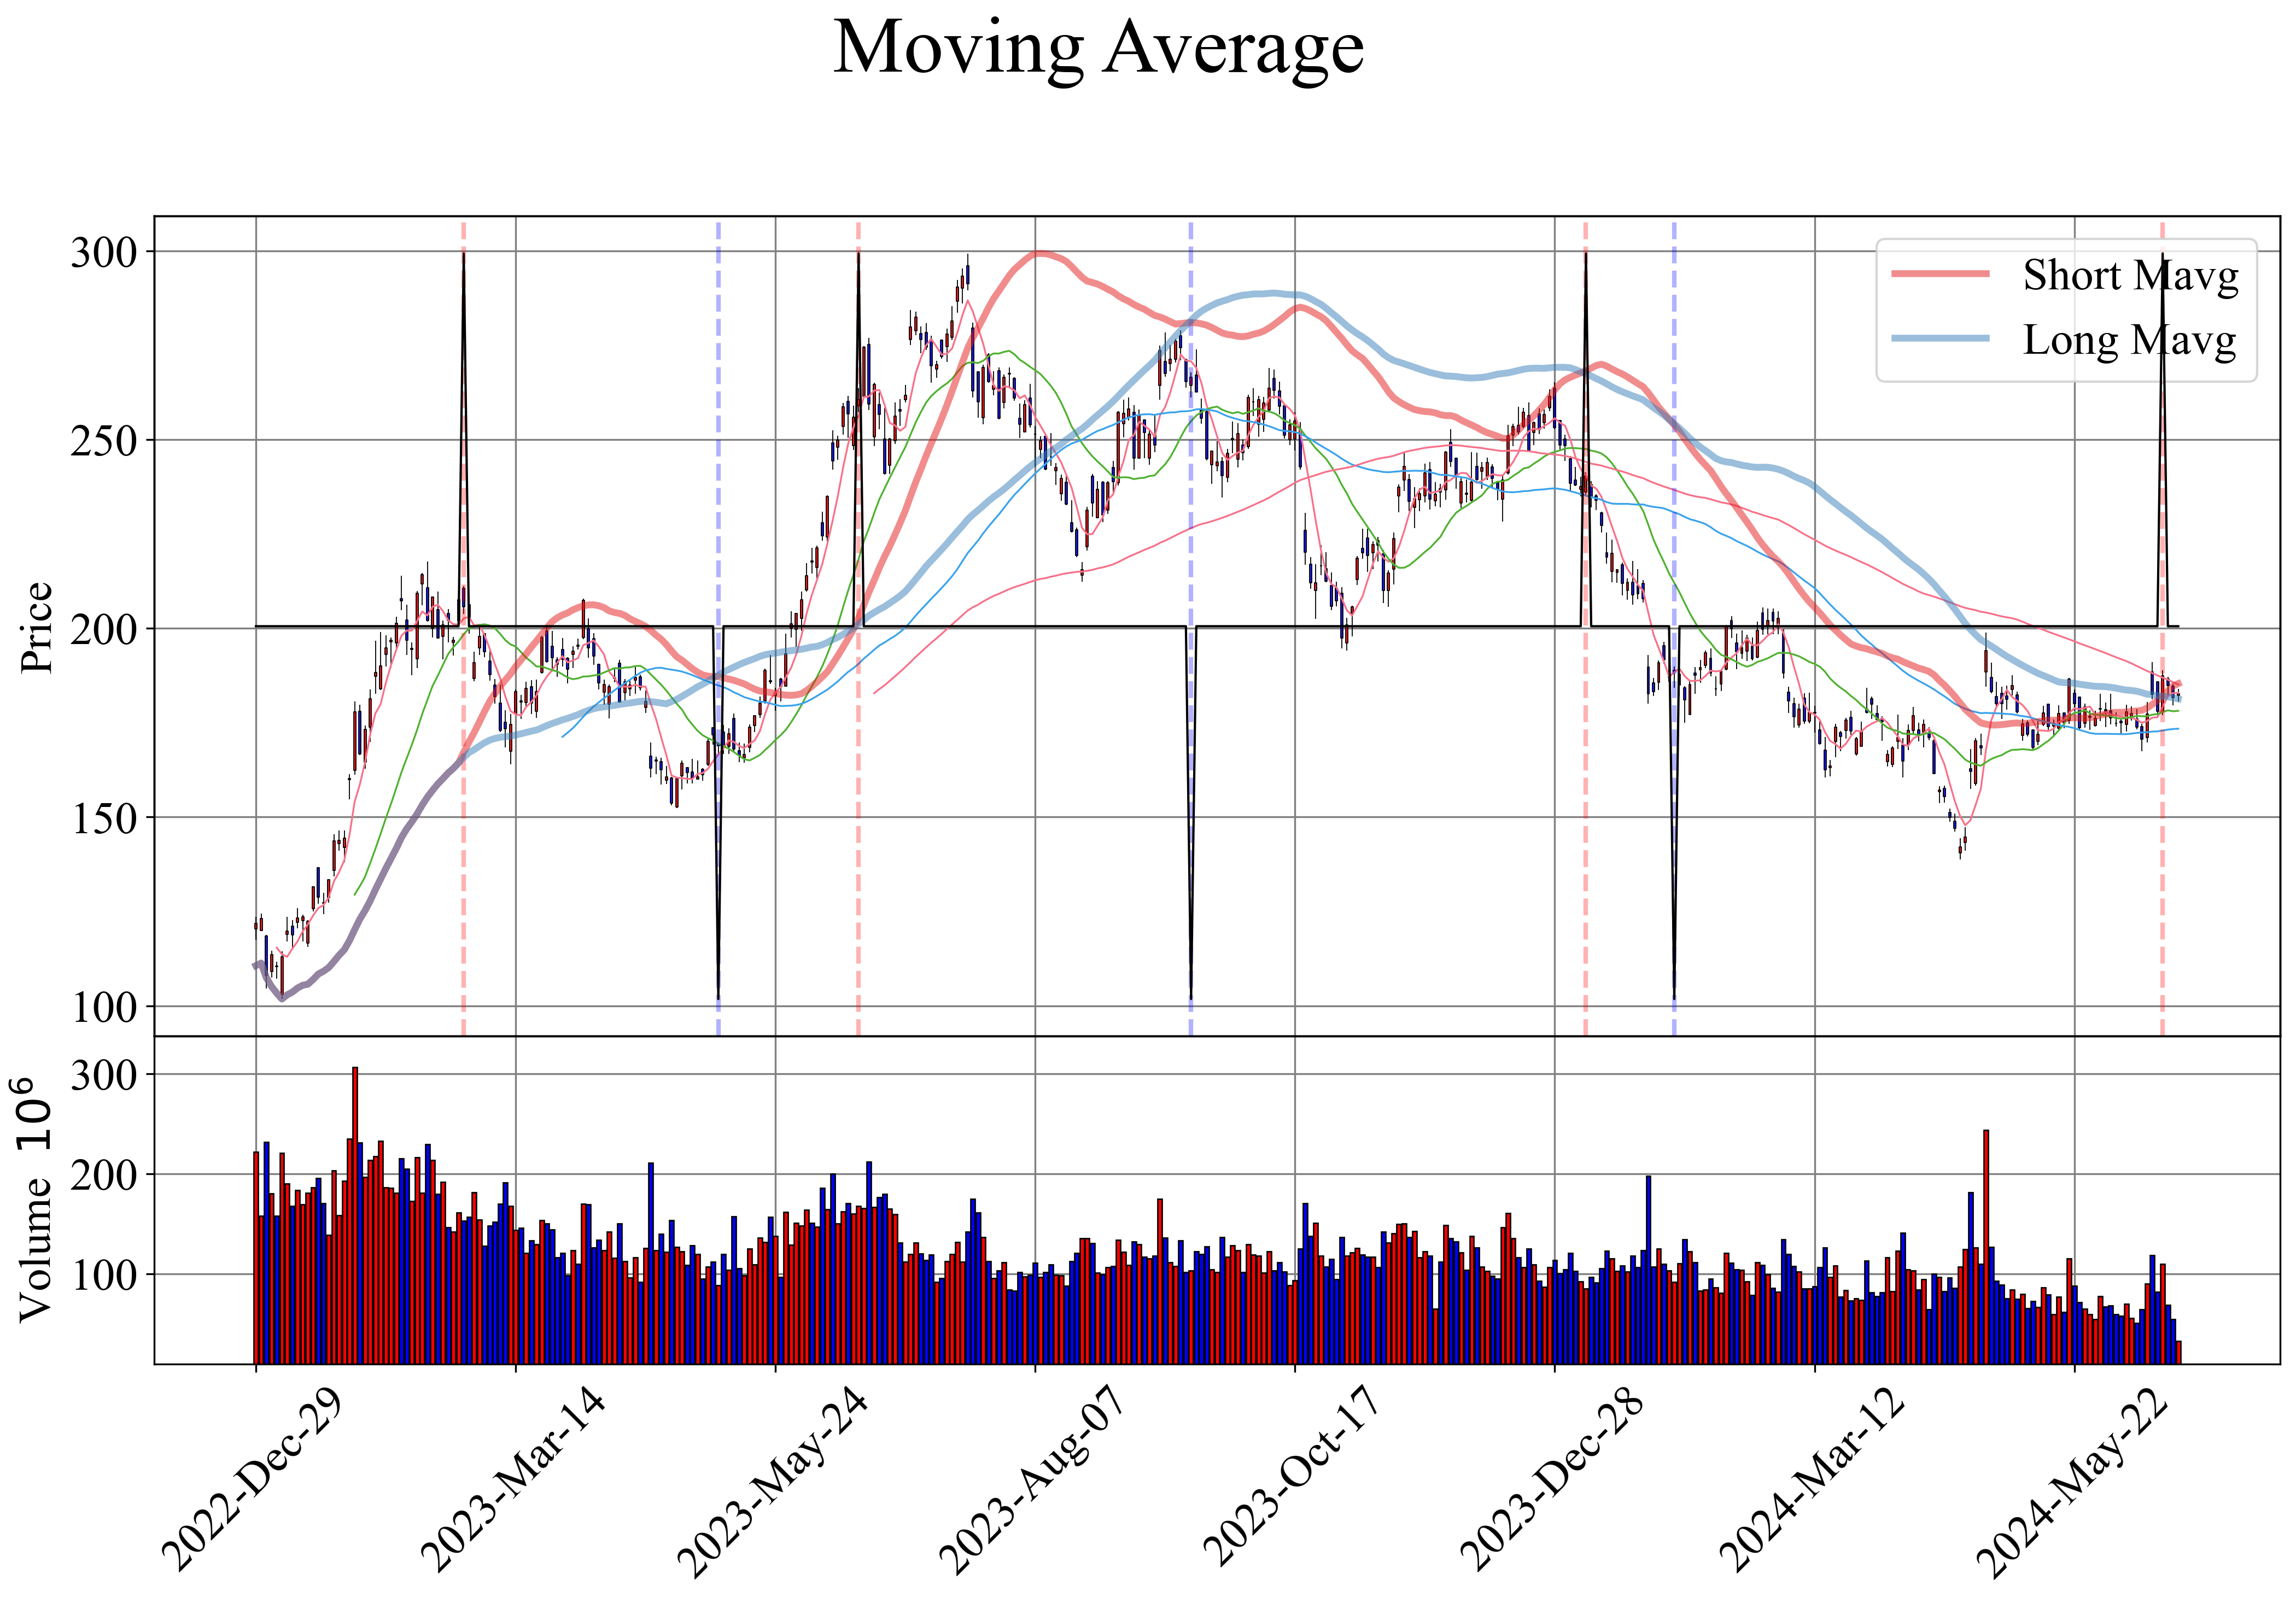 Moving Average
Price
300
250
200
150
100
Short Mavg
Long Mavg
Volume 10⁶
300
200
100
2022-Dec-29
2023-Mar-14
2023-May-24
2023-Aug-07
2023-Oct-17
2023-Dec-28
2024-Mar-12
2024-May-22